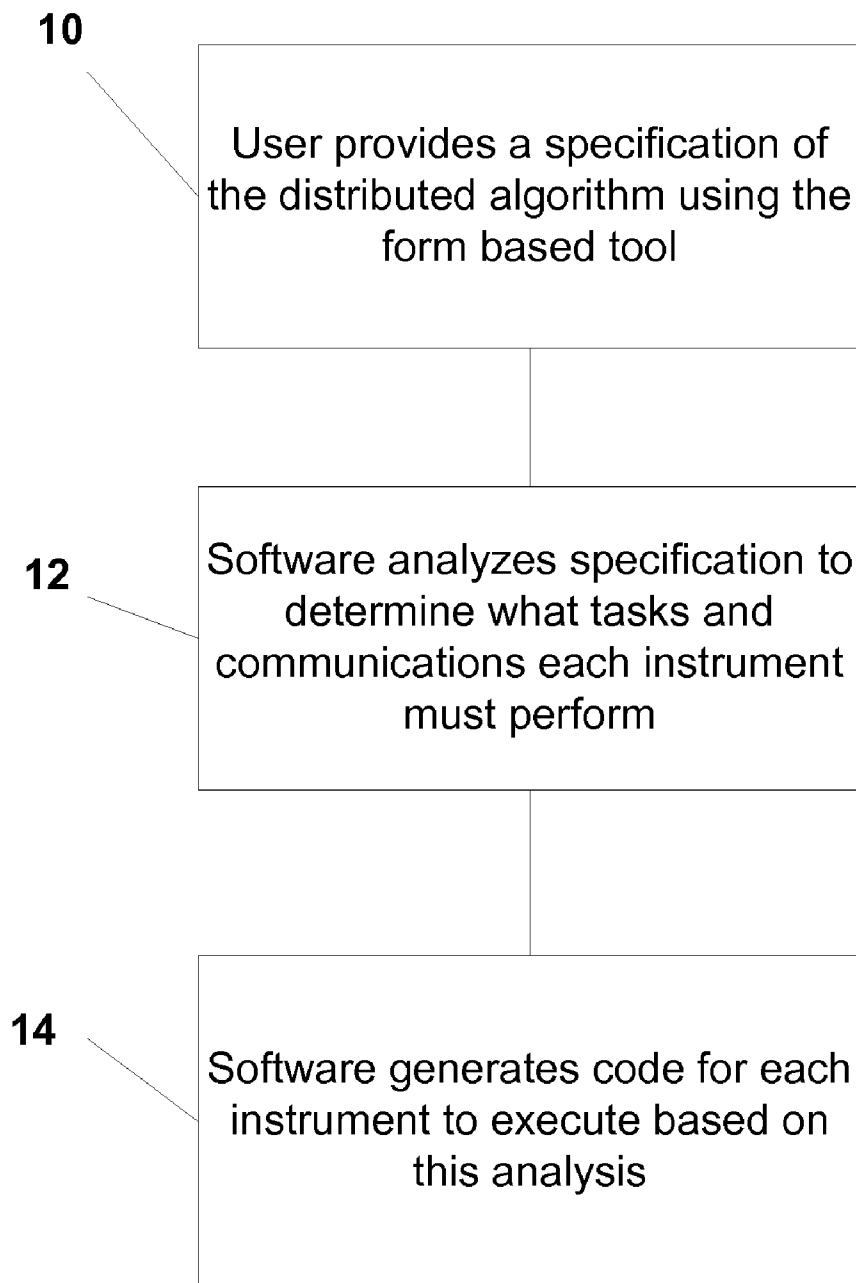 10
User provides a specification of
the distributed algorithm using the
form based tool
12
Software analyzes specification to
determine what tasks and
communications each instrument
must perform
14
Software generates code for each
instrument to execute based on
this analysis